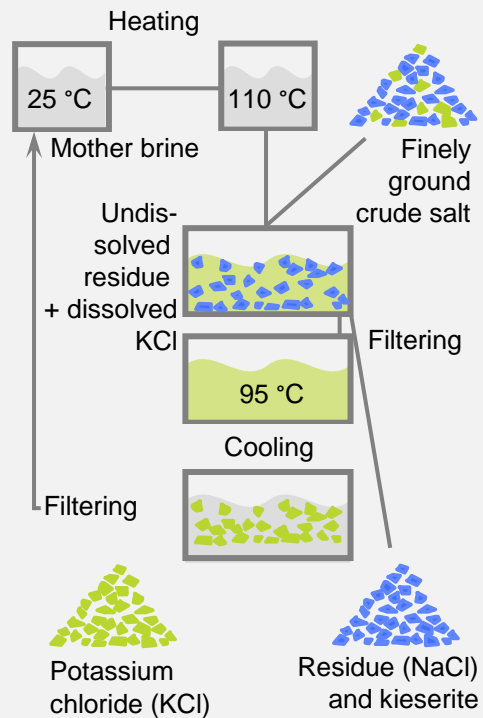 Heating
25 °C
110 °C
Mother brine
Finely
ground
crude salt
Undis-
solved
residue
+ dissolved
KCl
Filtering
95 °C
Cooling
Filtering
Potassium
chloride (KCl)
Residue (NaCl)
and kieserite